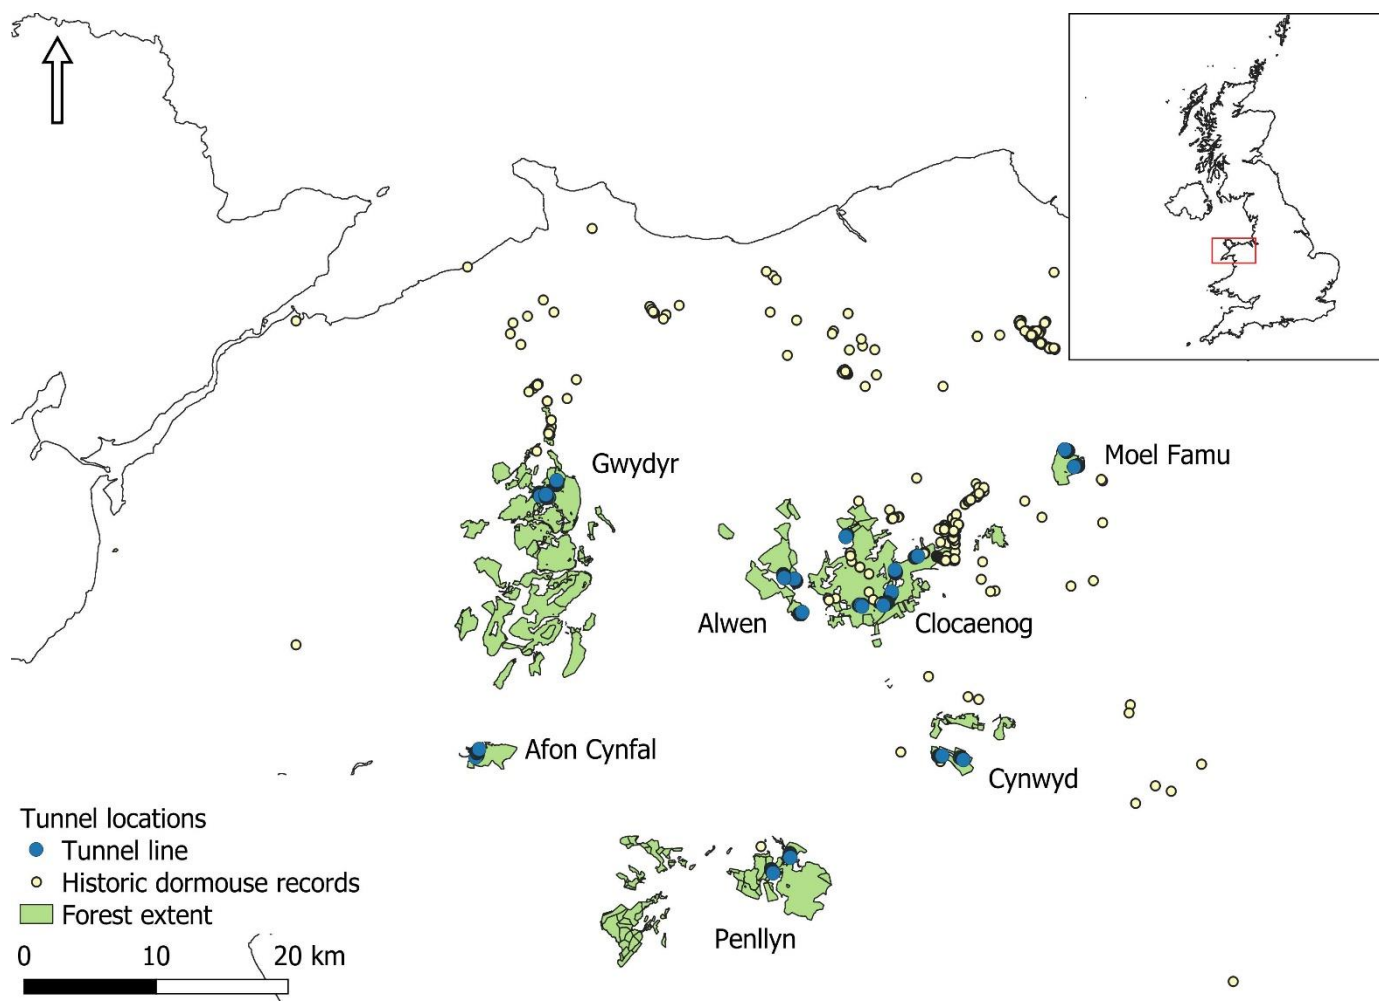 Gwydyr
Moel Famu
Alwen
Clocaenog
Afon Cynfal
Cynwyd
Penllyn
Tunnel locations
Tunnel line
Historic dormouse records
Forest extent
0 10 20 km